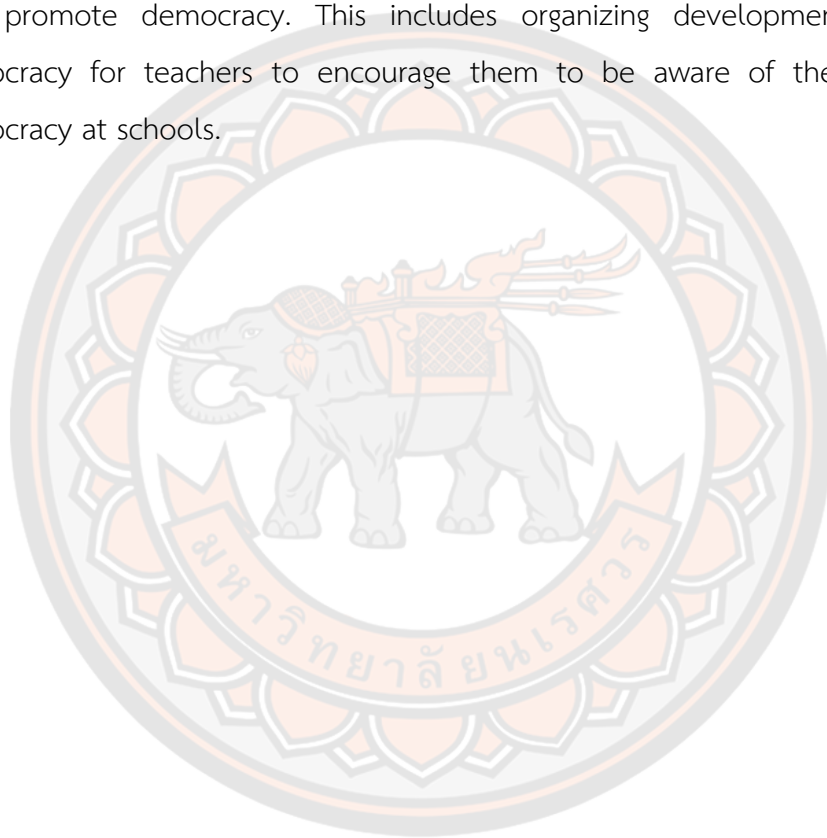 promote democracy. This includes organizing developmen
ocracy for teachers to encourage them to be aware of the
ocracy at schools.
มหาวิทยาลัยนเรศวร